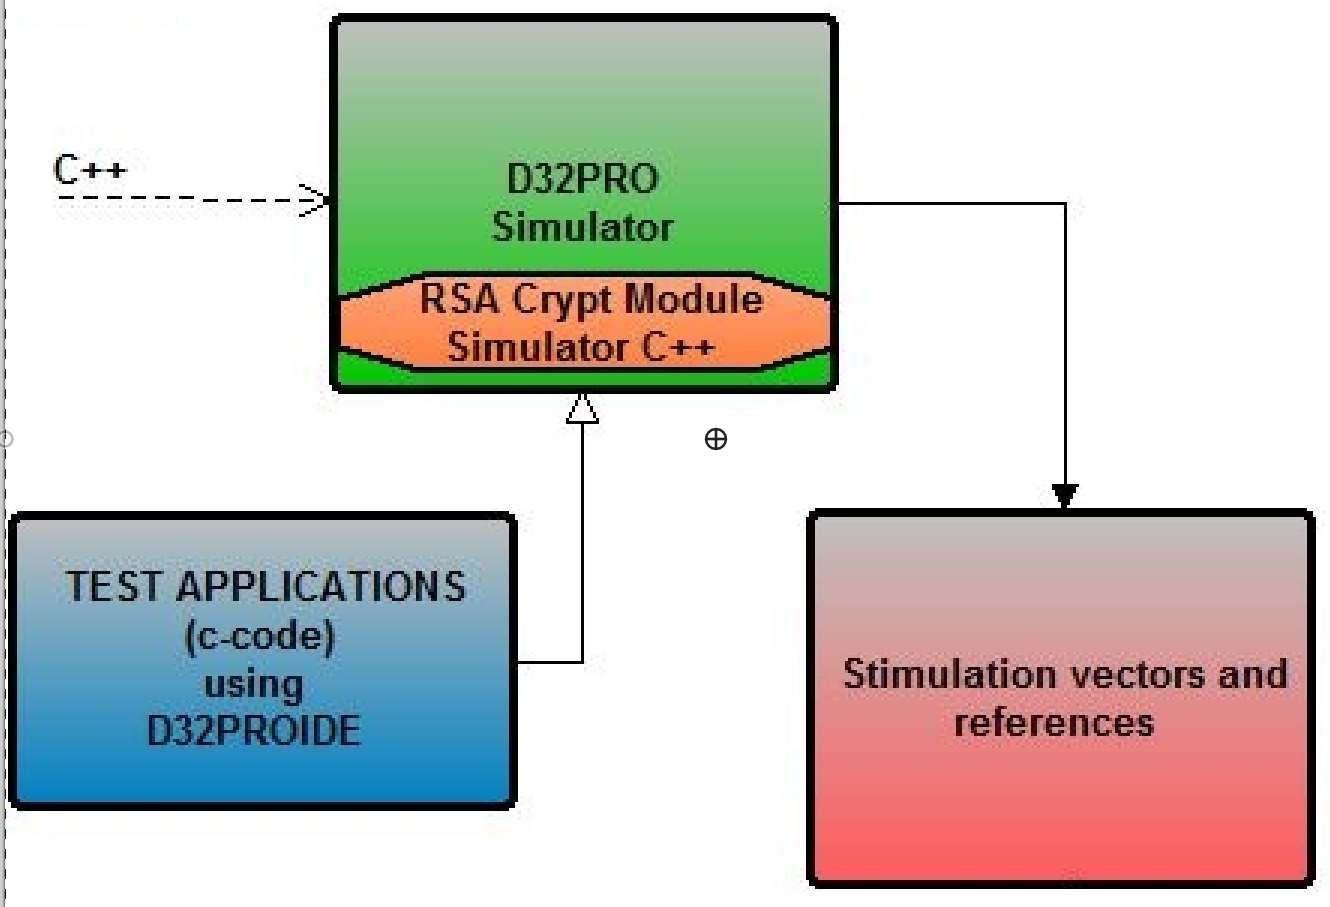 C++
D32PRO
Simulator
RSA Crypt Module
Simulator C++
TEST APPLICATIONS
(c-code)
using
D32PROIDE
Stimulation vectors and
references